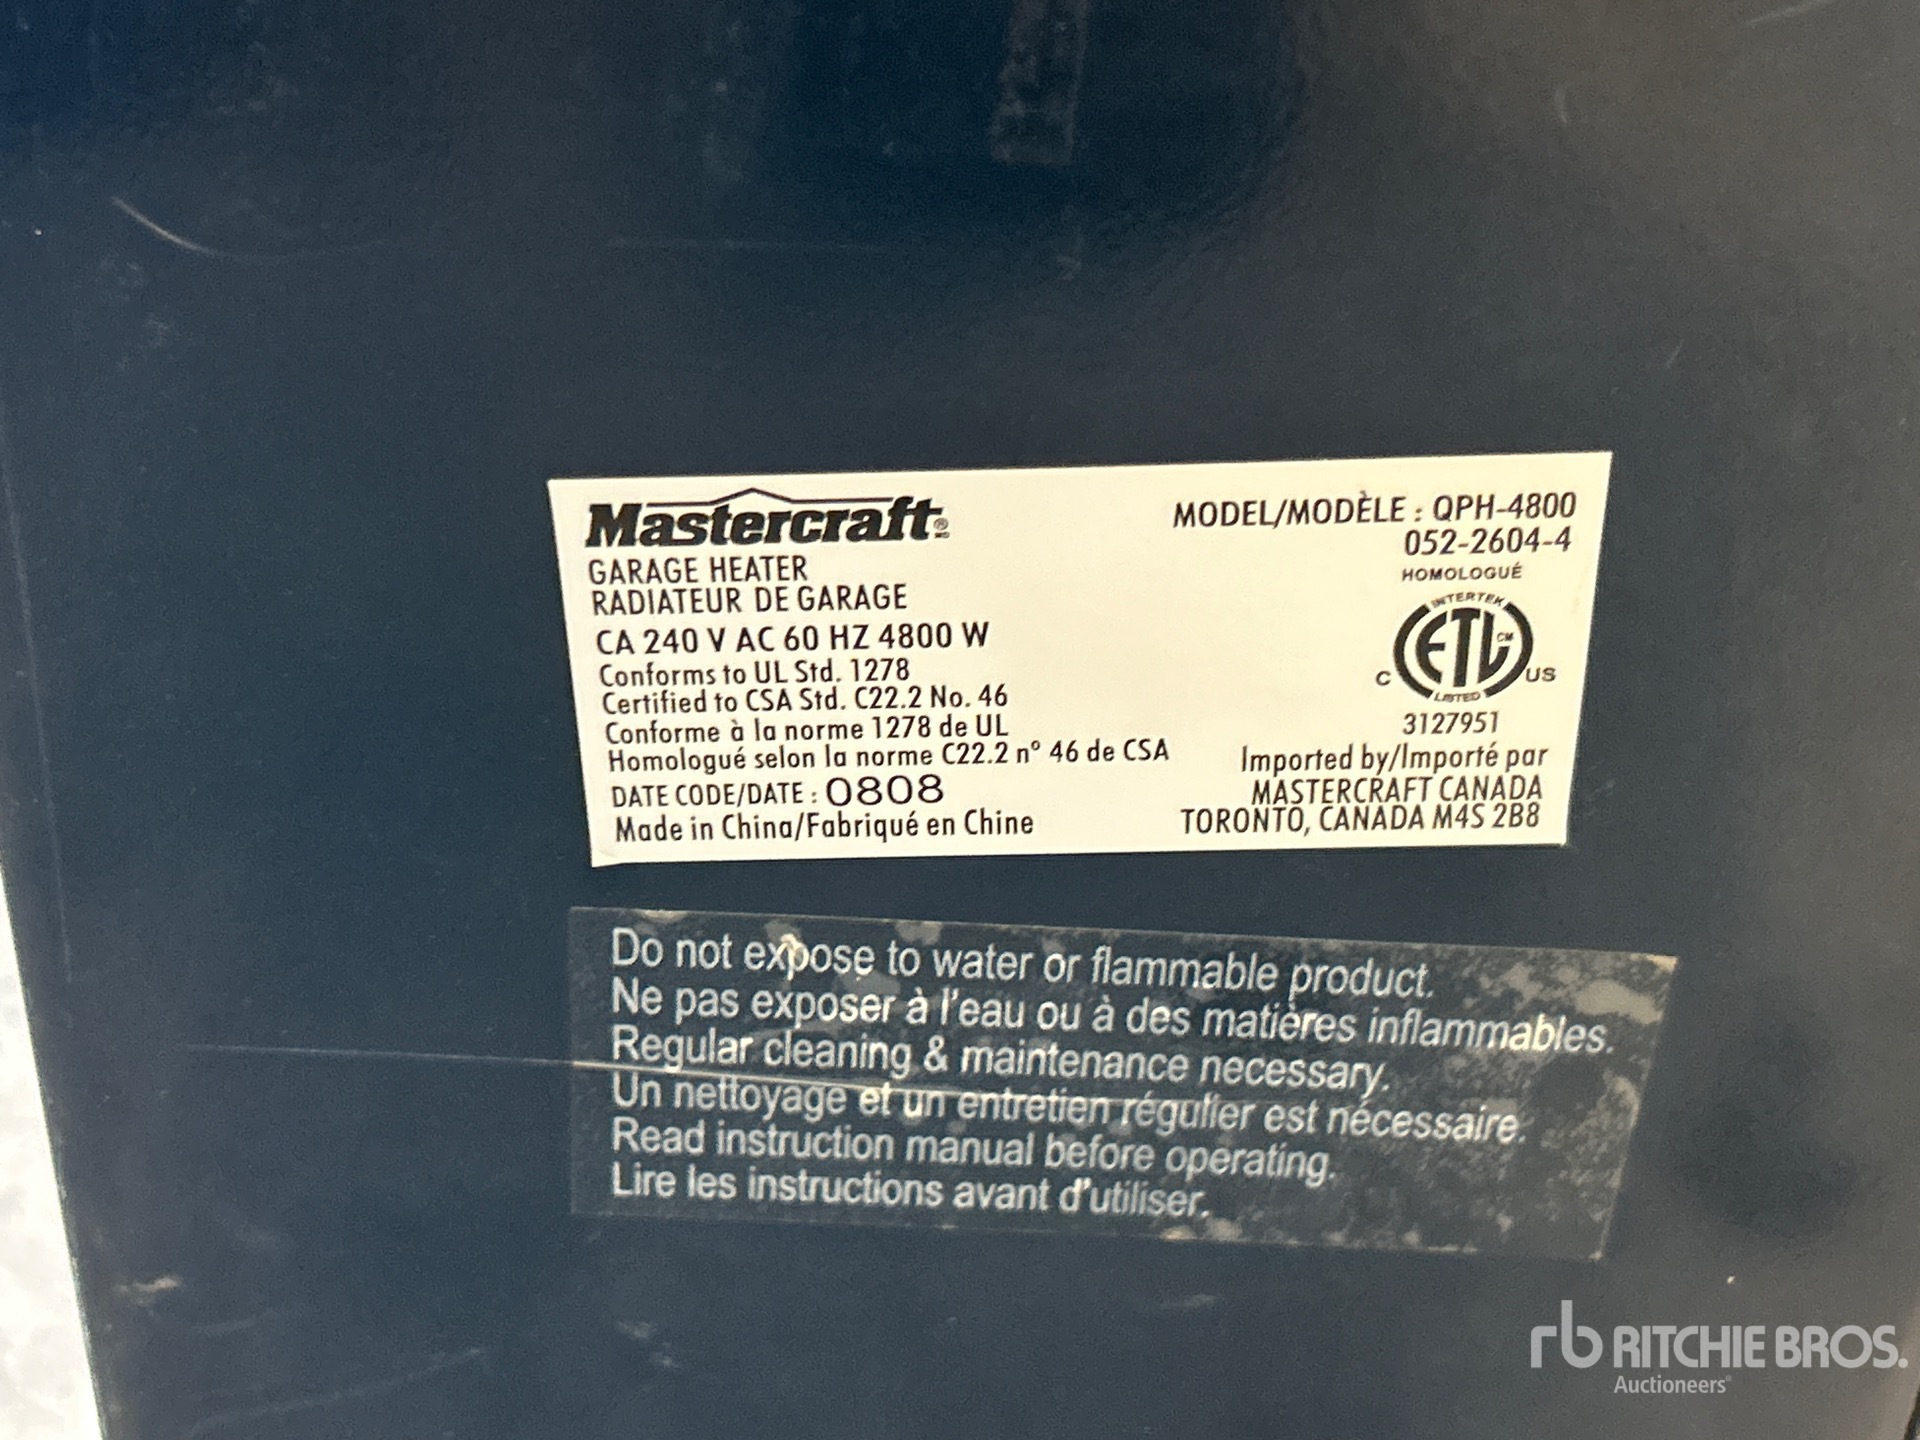 Mastercraft® MD
GARAGE HEATER
RADIATEUR DE GARAGE
CA 240 V AC 60 HZ 4800 W
Conforms to UL Std. 1278
Certified to CSA Std. C22.2 No. 46
Conforme à la norme 1278 de UL
Homologué selon la norme C22.2 n° 46 de CSA
DATE CODE/DATE : 0808
Made in China/Fabriqué en Chine
MODEL/MODÈLE : QPH-4800
052-2604-4
HOMOLOGUÉ
INTERTEK
ETL CM
C US
LISTED
3127951
Imported by/Importé par
MASTERCRAFT CANADA
TORONTO, CANADA M4S 2B8
Do not expose to water or flammable product.
Ne pas exposer à l'eau ou à des matières inflammables.
Regular cleaning & maintenance necessary.
Un nettoyage et un entretien régulier est nécessaire.
Read instruction manual before operating.
Lire les instructions avant d'utiliser.
rb RITCHIE BROS.
Auctioneers®